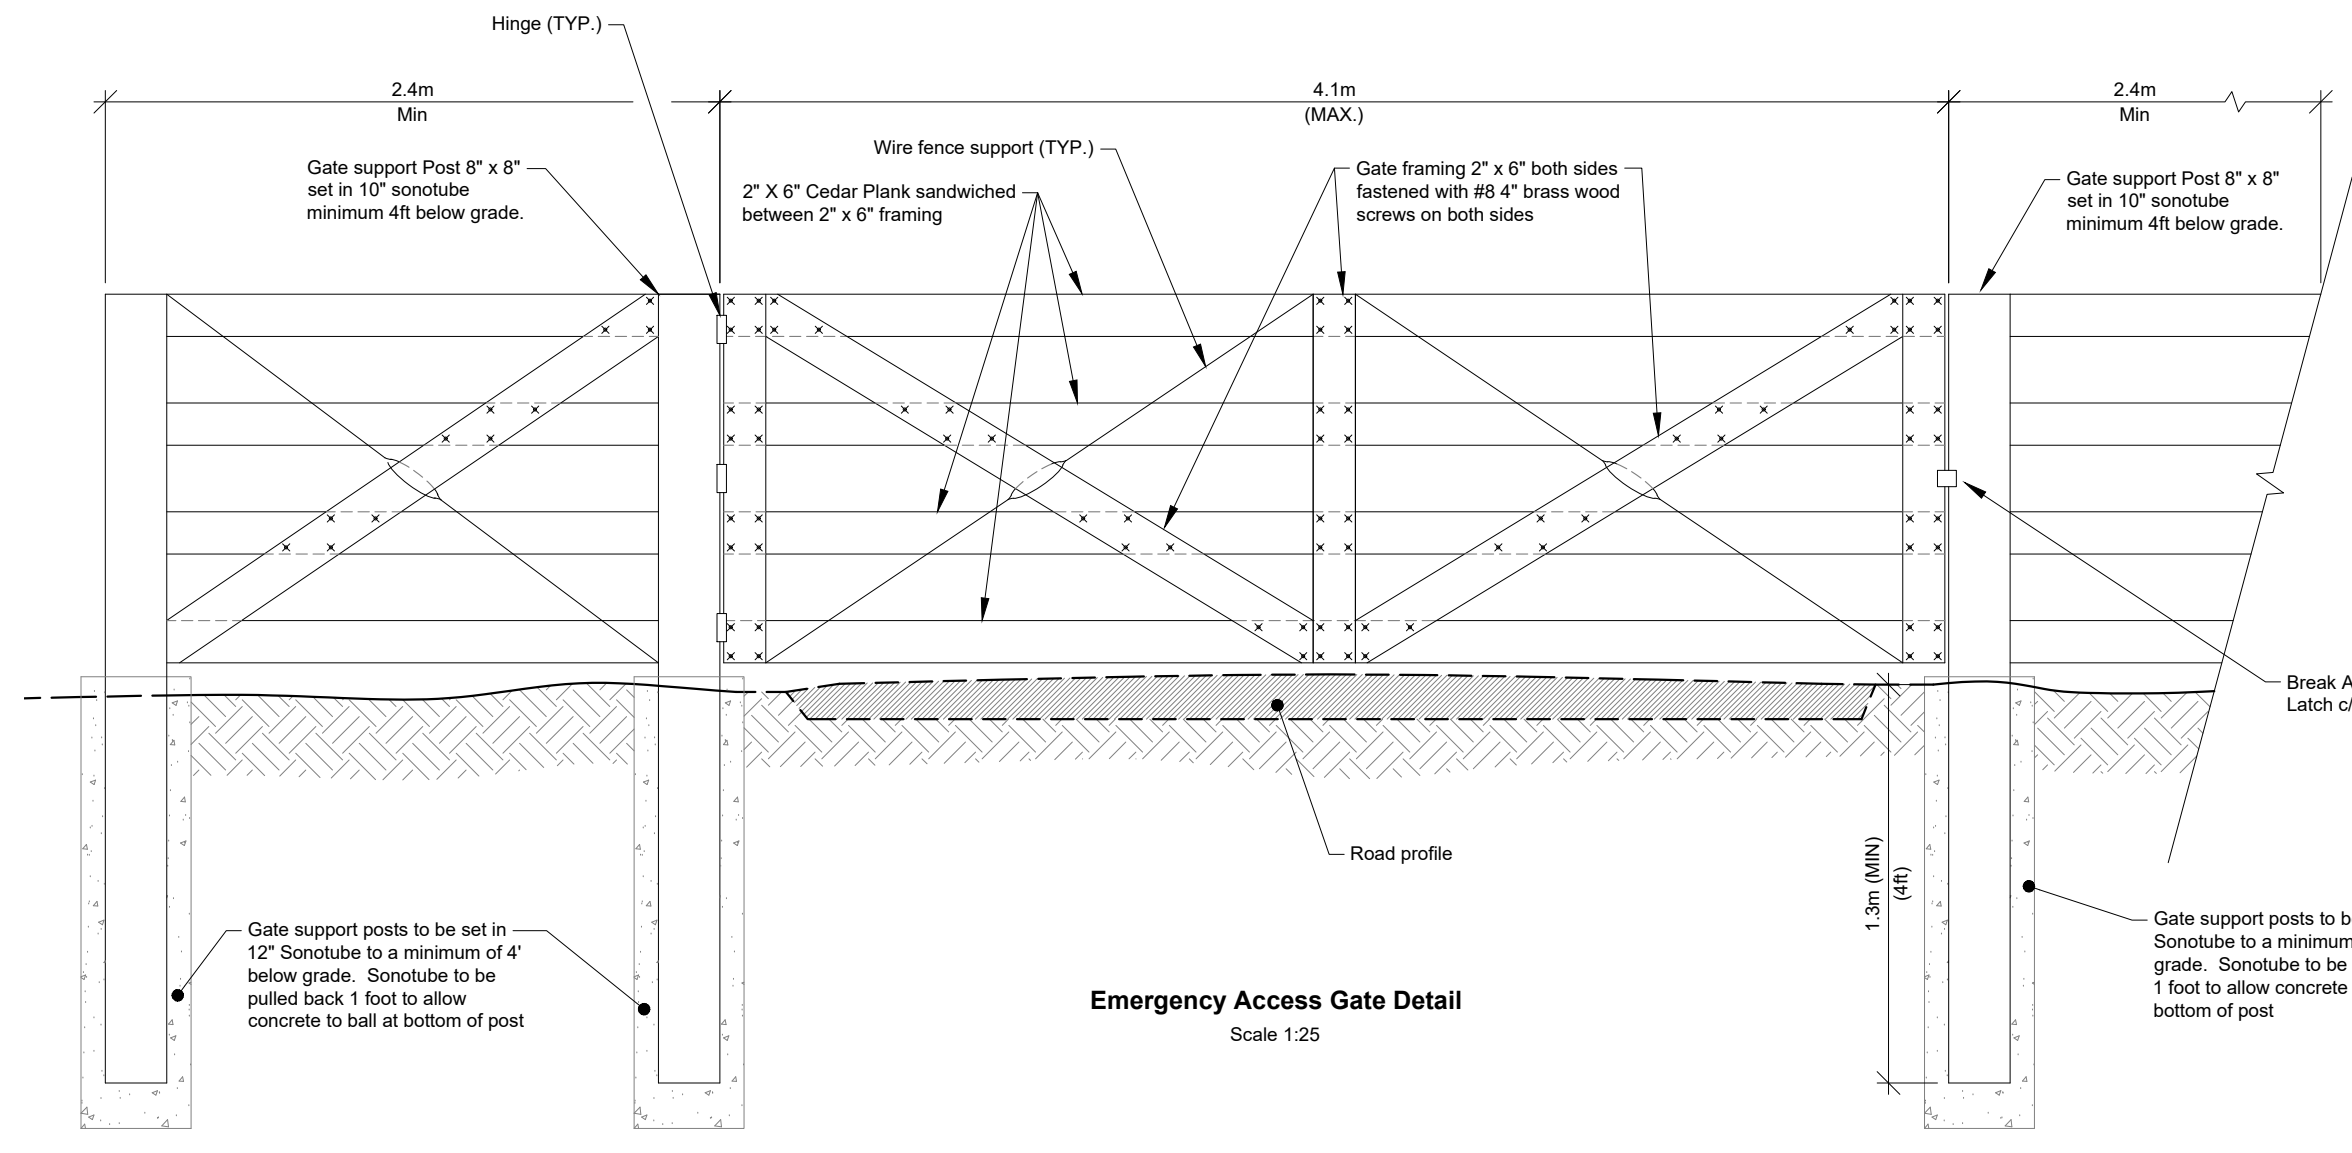 Hinge (TYP.)
2.4m
Min
4.1m
(MAX.)
2.4m
Min
Gate support Post 8" x 8"
set in 10" sonotube
minimum 4ft below grade.
Wire fence support (TYP.)
2" X 6" Cedar Plank sandwiched
between 2" x 6" framing
Gate framing 2" x 6" both sides
fastened with #8 4" brass wood
screws on both sides
Gate support Post 8" x 8"
set in 10" sonotube
minimum 4ft below grade.
Break
Latch
Road profile
1.3m (MIN)
(4ft)
Gate support posts to be set in
12" Sonotube to a minimum of 4'
below grade. Sonotube to be
pulled back 1 foot to allow
concrete to ball at bottom of post
Gate support posts to
Sonotube to a minimum
grade. Sonotube to be
1 foot to allow concrete
bottom of post
Emergency Access Gate Detail
Scale 1:25